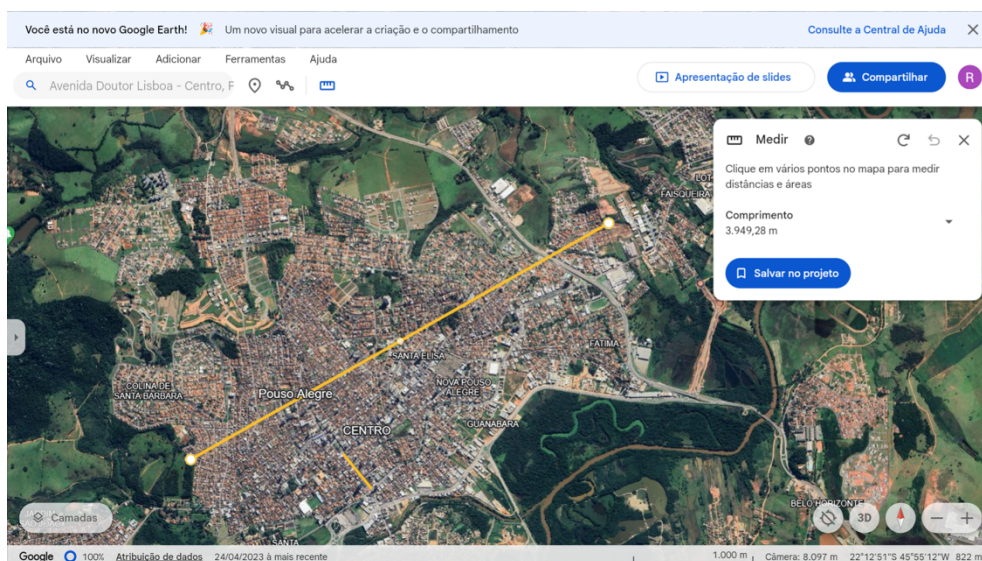 Você está no novo Google Earth! 🎉 Um novo visual para acelerar a criação e o compartilhamento Consulte a Central de Ajuda
Arquivo Visualizar Adicionar Ferramentas Ajuda
Avenida Doutor Lisboa - Centro, P
Apresentação de slides
Compartilhar
R
Medir
Clique em vários pontos no mapa para medir
distâncias e áreas
Comprimento
3.949,28 m
Salvar no projeto
FAISQUEIRA
FATIMA
SANTA ELISA
NOVA POUSO
ALEGRE
COLINA DE
SANTA BARBARA
Pouso Alegre
GUANABARA
CENTRO
BELO HORIZONTE
SANTA
Camadas
3D
Google 100% Atribuição de dados 24/04/2023 à mais recente 1.000 m Câmera: 8.097 m 22°12'51"S 45°55'12"W 822 m